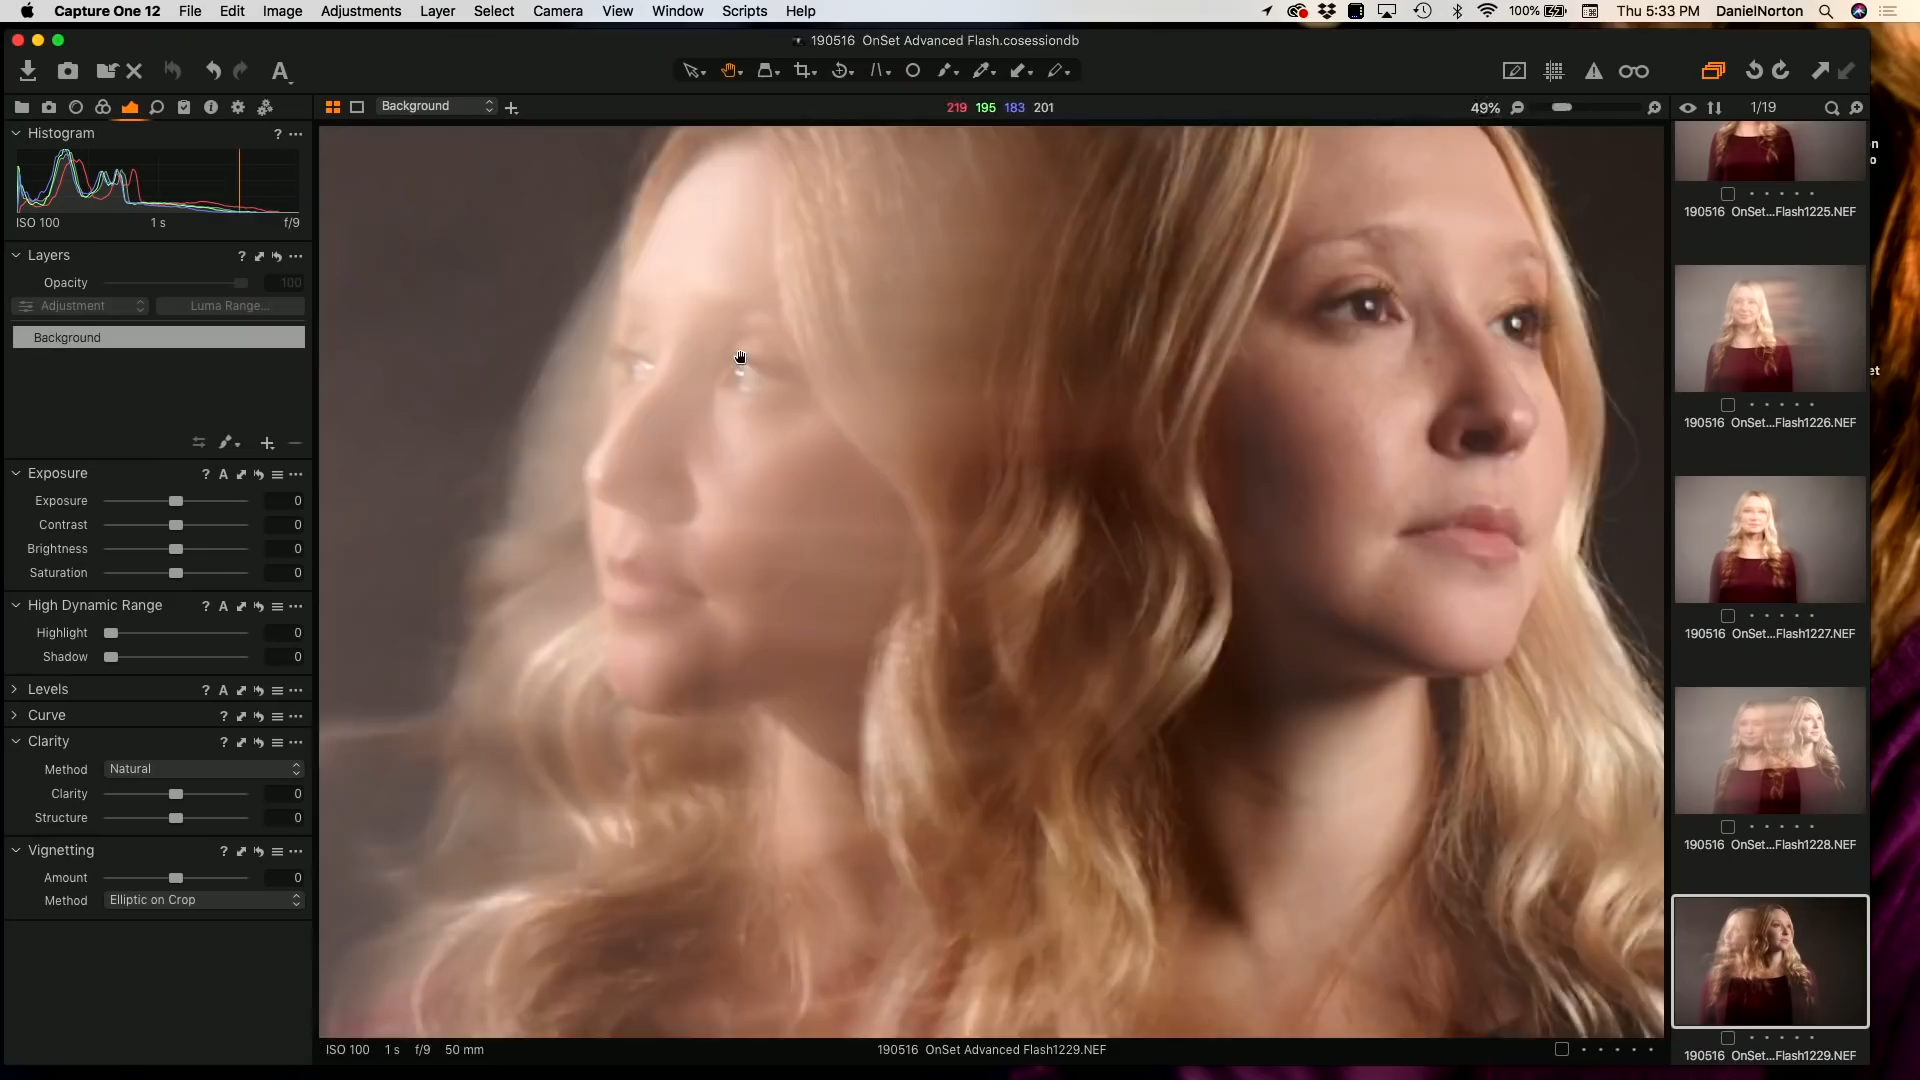 Capture One 12 File Edit Image Adjustments Layer Select Camera View Window Scripts Help 100% Thu 5:33 PM DanielNorton
190516 OnSet Advanced Flash.cosessiondb
A
Background 219 195 183 201 49% 1/19
Histogram ? ...
ISO 100 1 s f/9
Layers ? ...
Opacity 100
Adjustment Luma Range...
Background
Exposure ? A ...
Exposure 0
Contrast 0
Brightness 0
Saturation 0
High Dynamic Range ? A ...
Highlight 0
Shadow 0
Levels ? A ...
Curve ? ...
Clarity ? ...
Method Natural
Clarity 0
Structure 0
Vignetting ? ...
Amount 0
Method Elliptic on Crop
ISO 100 1 s f/9 50 mm 190516 OnSet Advanced Flash1229.NEF
190516 OnSet...Flash1225.NEF
190516 OnSet...Flash1226.NEF
190516 OnSet...Flash1227.NEF
190516 OnSet...Flash1228.NEF
190516 OnSet...Flash1229.NEF